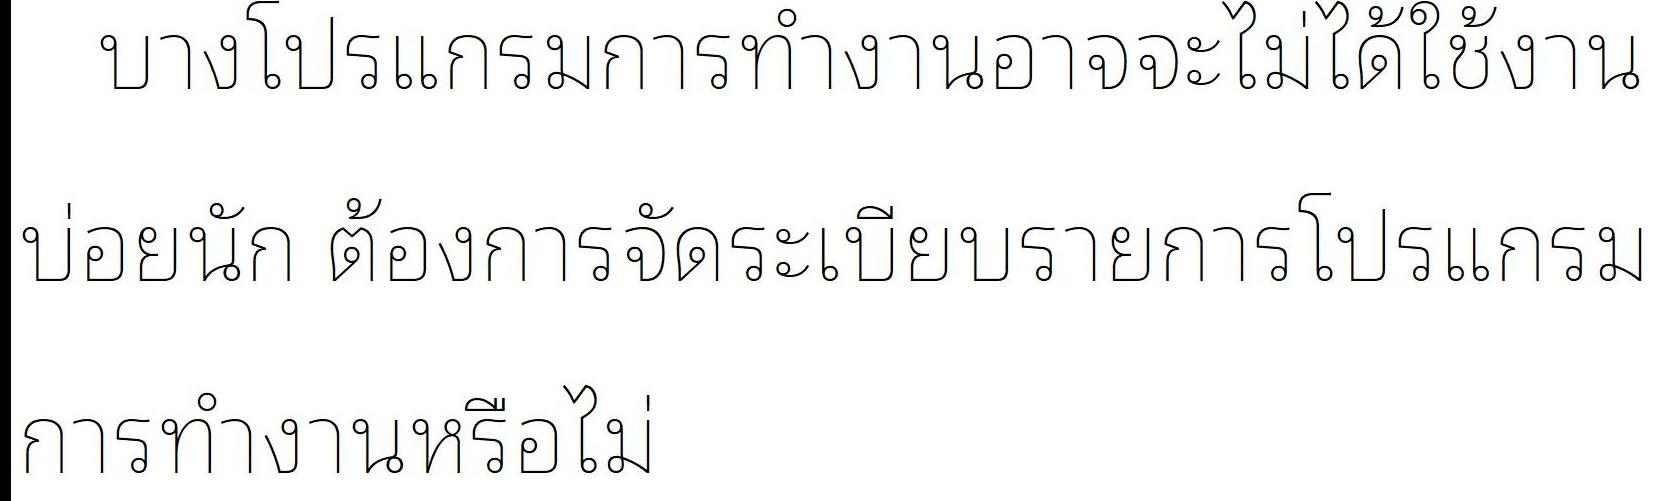 บางโปรแกรมการทำงานอาจจะไม่ได้ใช้งาน
บ่อยนัก ต้องการจัดระเบียบรายการโปรแกรม
การทำงานหรือไม่